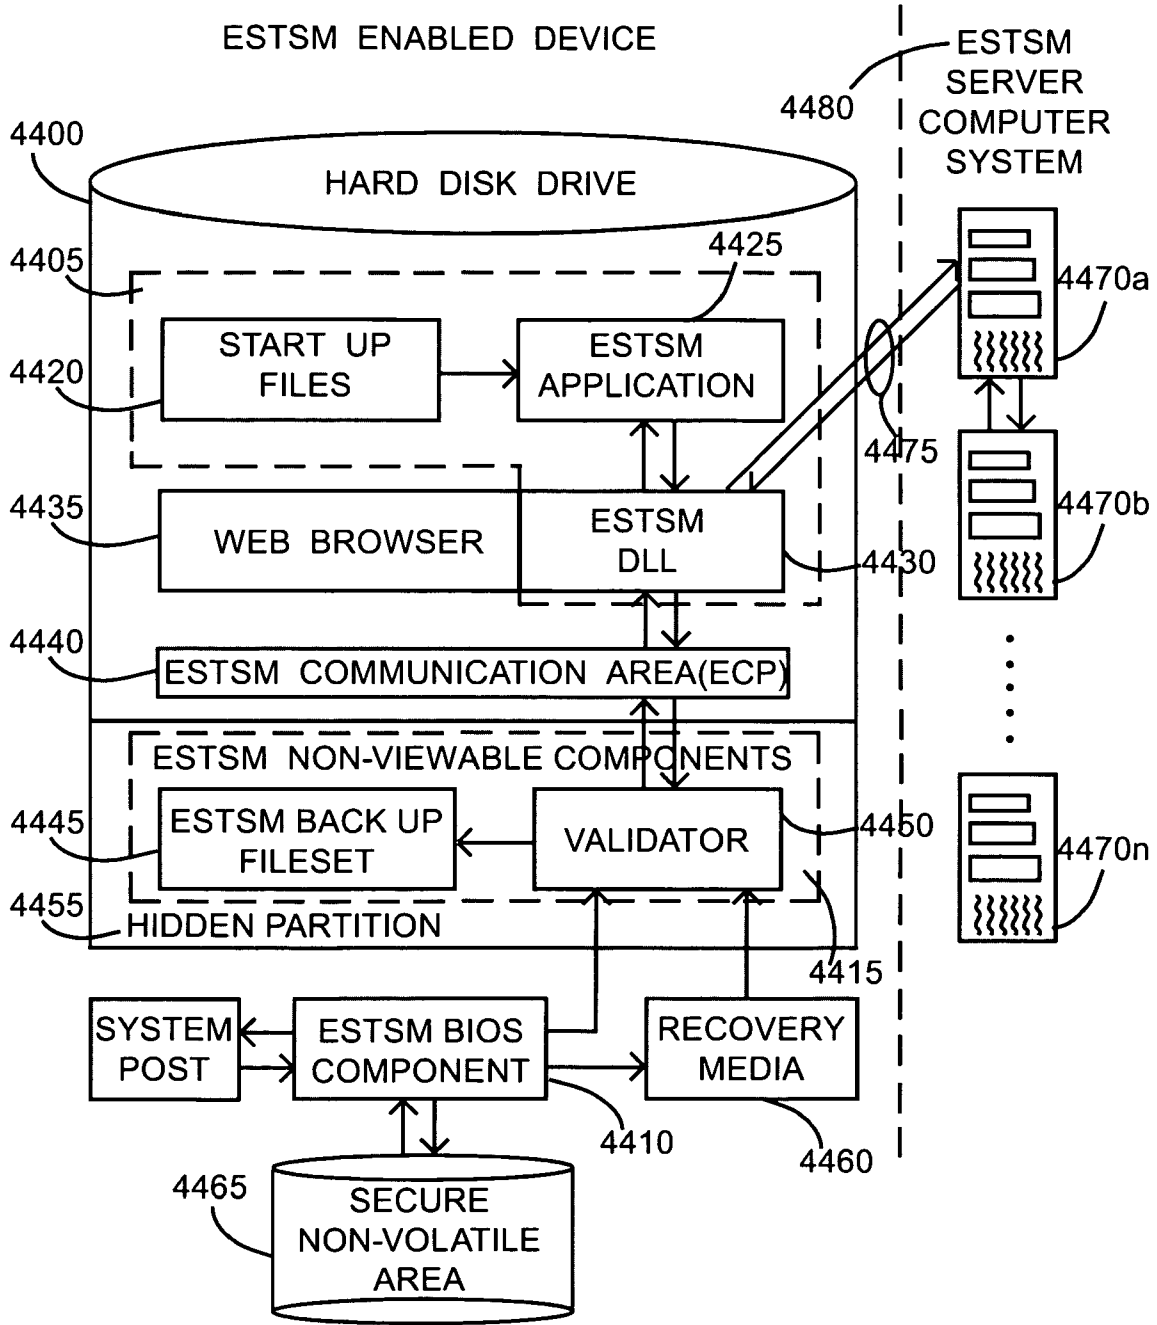 ESTSM ENABLED DEVICE
4480
ESTSM
SERVER
COMPUTER
SYSTEM
4400
HARD DISK DRIVE
4405
4425
START UP
FILES
4420
ESTSM
APPLICATION
4475
4470a
4470b
4470n
4435
WEB BROWSER
ESTSM
DLL
4430
4440
ESTSM COMMUNICATION AREA(ECP)
ESTSM NON-VIEWABLE COMPONENTS
4445
ESTSM BACK UP
FILESET
VALIDATOR
4450
4455
HIDDEN PARTITION
4415
SYSTEM
POST
ESTSM BIOS
COMPONENT
4410
RECOVERY
MEDIA
4460
4465
SECURE
NON-VOLATILE
AREA